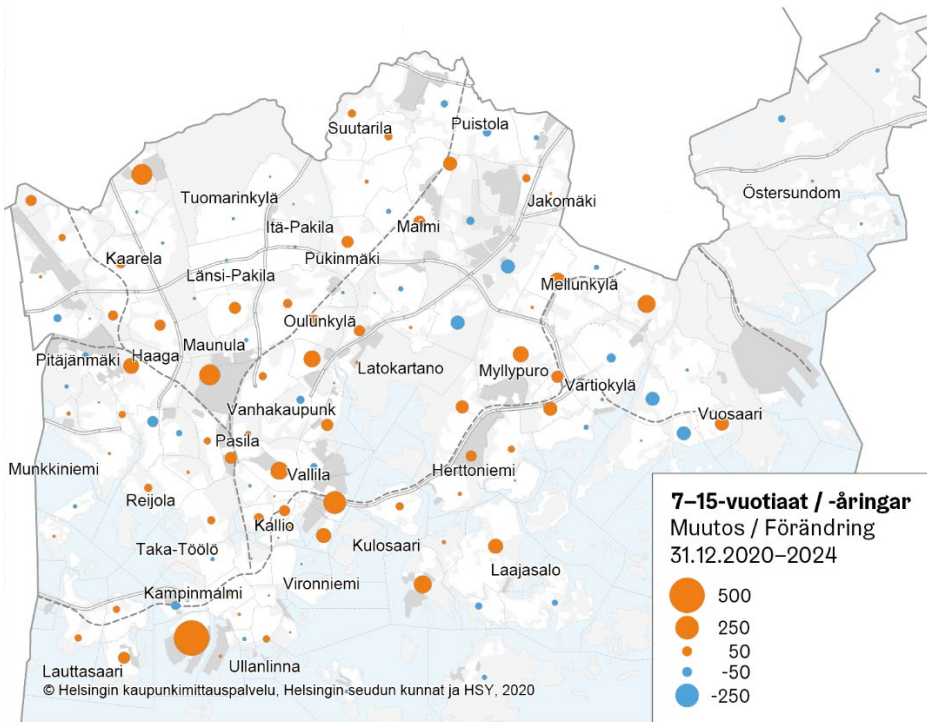 Suutarila
Puistola
Tuomarinkylä
Jakomäki
Östersundom
Itä-Pakila
Malmi
Kaarela
Pukinmäki
Länsi-Pakila
Mellunkylä
Oulunkylä
Pitäjänmäki
Haaga
Maunula
Latokartano
Myllypuro
Vartiokylä
Vanhakaupunk
Vuosaari
Pasila
Munkkiniemi
Vallila
Herttoniemi
Reijola
Kallio
Taka-Töölö
Kulosaari
Vironniemi
Laajasalo
Kampinmalmi
Lauttasaari
Ullanlinna
© Helsingin kaupunkimittauspalvelu, Helsingin seudun kunnat ja HSY, 2020
7–15-vuotiaat / -åringar
Muutos / Förändring
31.12.2020–2024
500
250
50
-50
-250